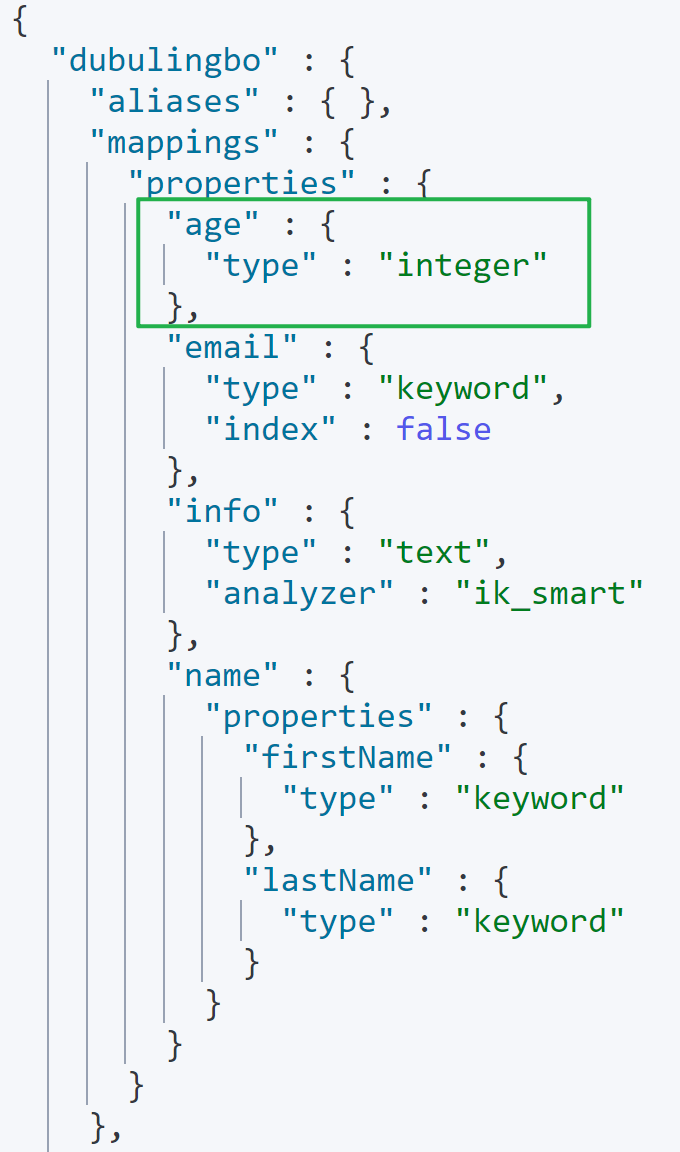 {
  "dubulingbo" : {
    "aliases" : { },
    "mappings" : {
      "properties" : {
        "age" : {
          "type" : "integer"
        },
        "email" : {
          "type" : "keyword",
          "index" : false
        },
        "info" : {
          "type" : "text",
          "analyzer" : "ik_smart"
        },
        "name" : {
          "properties" : {
            "firstName" : {
              "type" : "keyword"
            },
            "lastName" : {
              "type" : "keyword"
            }
          }
        }
      }
    },